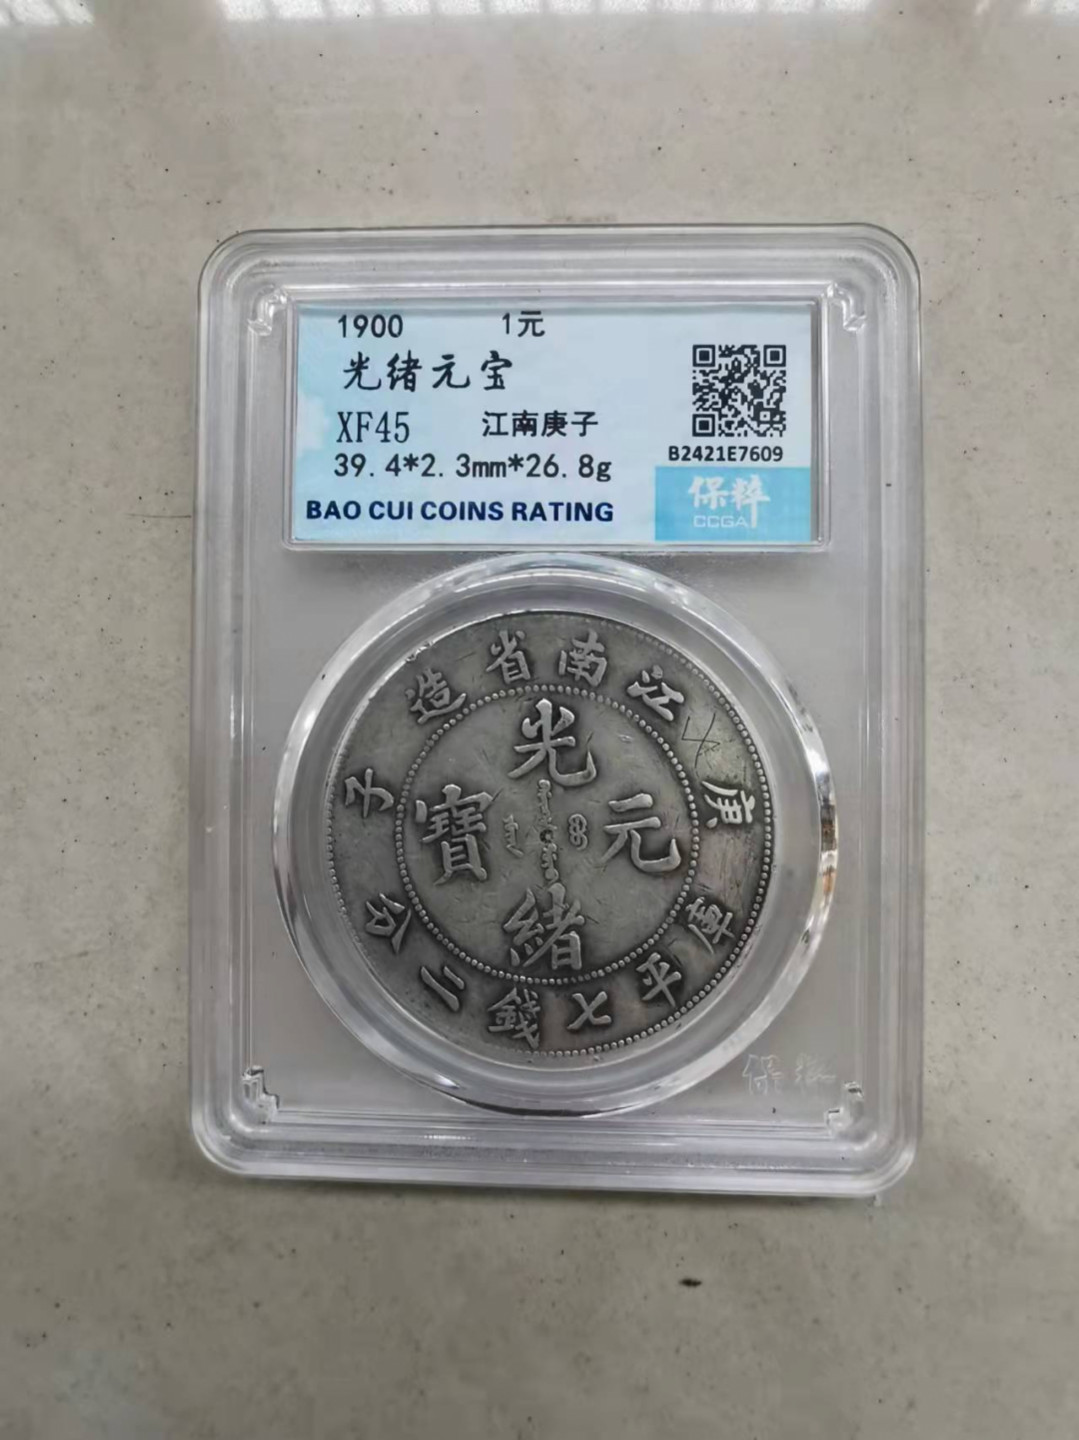 1900 1元
光绪元宝
XF45 江南庚子
39.4*2.3mm*26.8g
BAO CUI COINS RATING
B2421E7609
保粹
CCGA
庚 江南省造 子
光緒元寶
庫平七錢二分
保粹